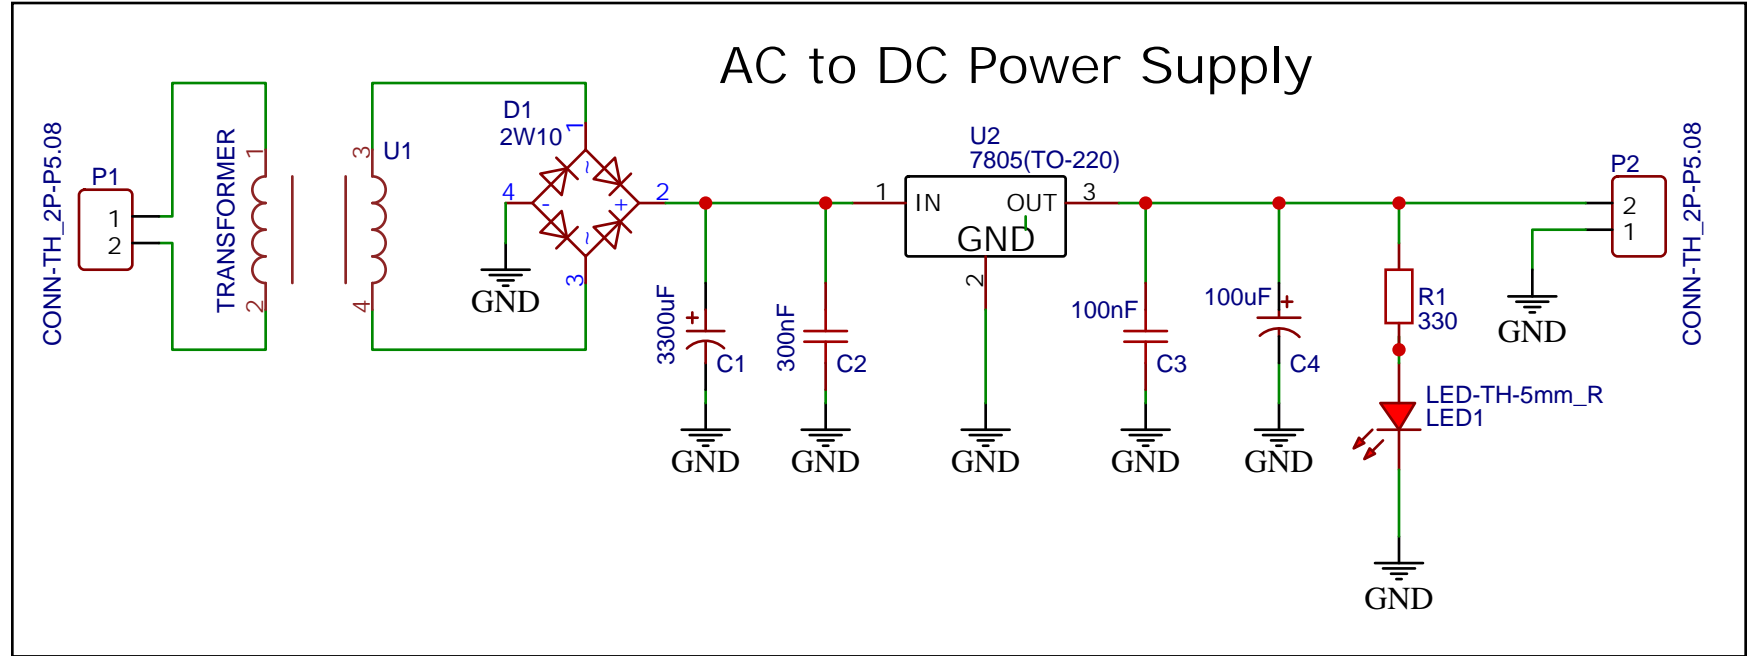 AC to DC Power Supply
CONN-TH_2P-P5.08
P1
1
2
TRANSFORMER
1
2
3
4
U1
D1
2W10
1
2
3
4
~
~
-
+
GND
3300uF
+
C1
GND
300nF
C2
GND
U2
7805(TO-220)
1
IN
OUT
3
GND
2
GND
100nF
C3
GND
100uF
+
C4
GND
R1
330
LED-TH-5mm_R
LED1
GND
P2
2
1
GND
CONN-TH_2P-P5.08